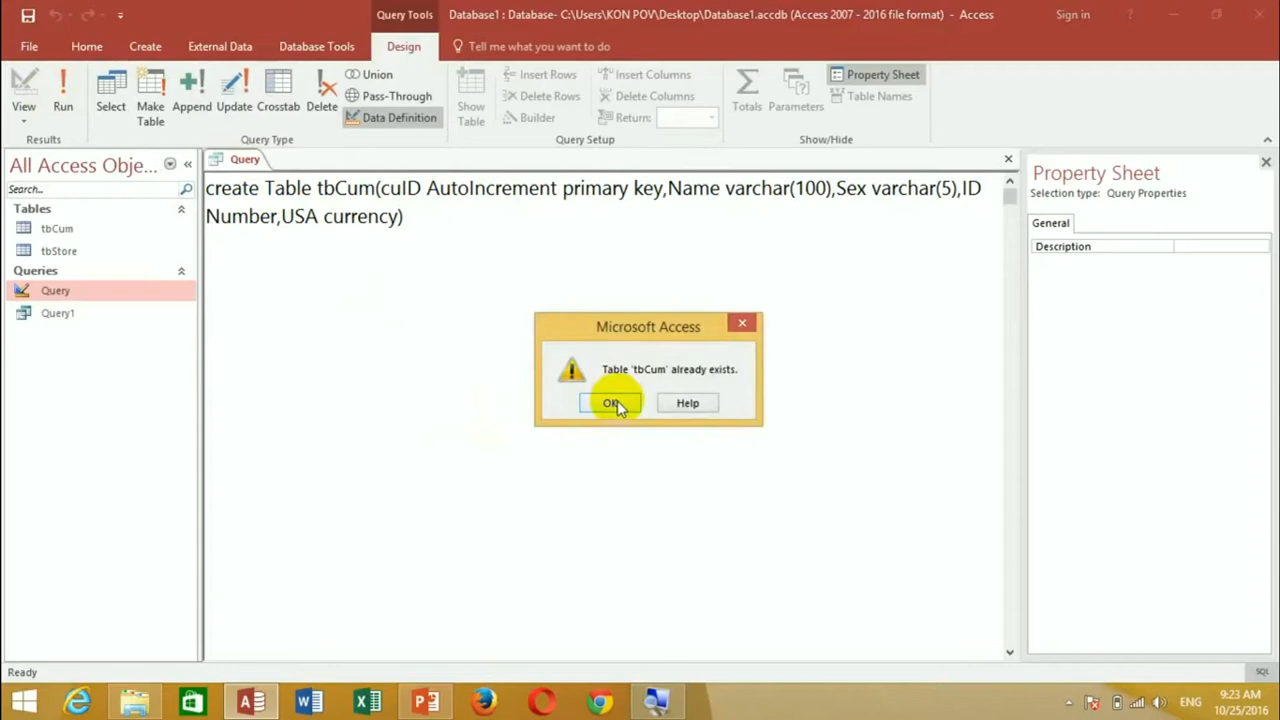 Query Tools
Database1 : Database- C:\Users\KON POV\Desktop\Database1.accdb (Access 2007 - 2016 file format) - Access
Sign in
?
File Home Create External Data Database Tools Design Tell me what you want to do
View
Run
Select
Make Table
Append
Update
Crosstab
Delete
Union
Pass-Through
Data Definition
Show Table
Insert Rows
Delete Rows
Builder
Insert Columns
Delete Columns
Return:
Totals
Parameters
Property Sheet
Table Names
Results
Query Type
Query Setup
Show/Hide
All Access Obje...
Search...
Tables
tbCum
tbStore
Queries
Query
Query1
Query
create Table tbCum(cuID AutoIncrement primary key,Name varchar(100),Sex varchar(5),ID
Number,USA currency)
Microsoft Access
Table 'tbCum' already exists.
OK
Help
Property Sheet
Selection type: Query Properties
General
Description
Ready
SQL
ENG
9:23 AM
10/25/2016